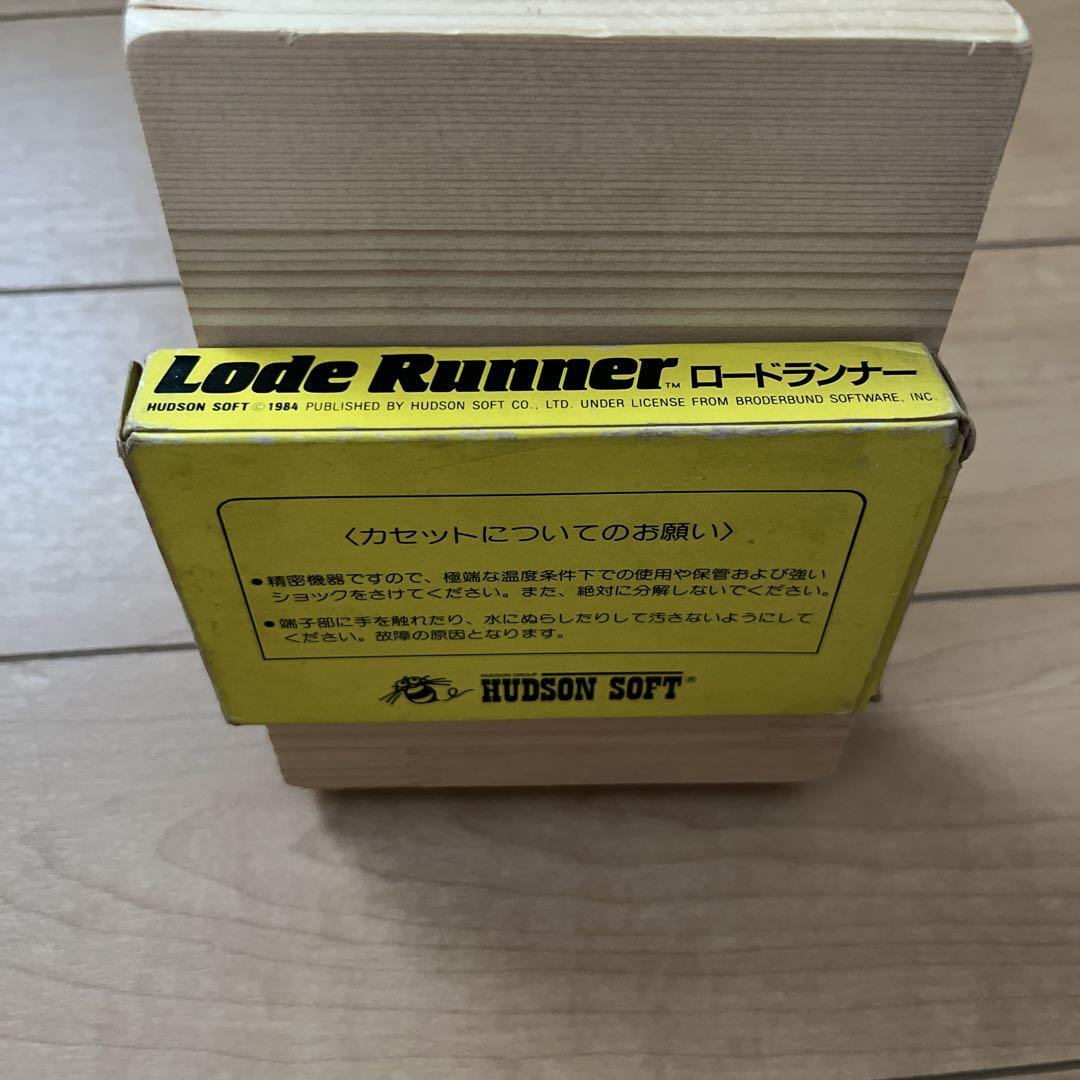 Lode Runner™ ロードランナー
HUDSON SOFT © 1984 PUBLISHED BY HUDSON SOFT CO., LTD. UNDER LICENSE FROM BRODERBUND SOFTWARE, INC.
〈カセットについてのお願い〉
●精密機器ですので、極端な温度条件下での使用や保管および強い
ショックをさけてください。また、絶対に分解しないでください。
●端子部に手を触れたり、水にぬらしたりして汚さないようにして
ください。故障の原因となります。
HUDSON GROUP
HUDSON SOFT®